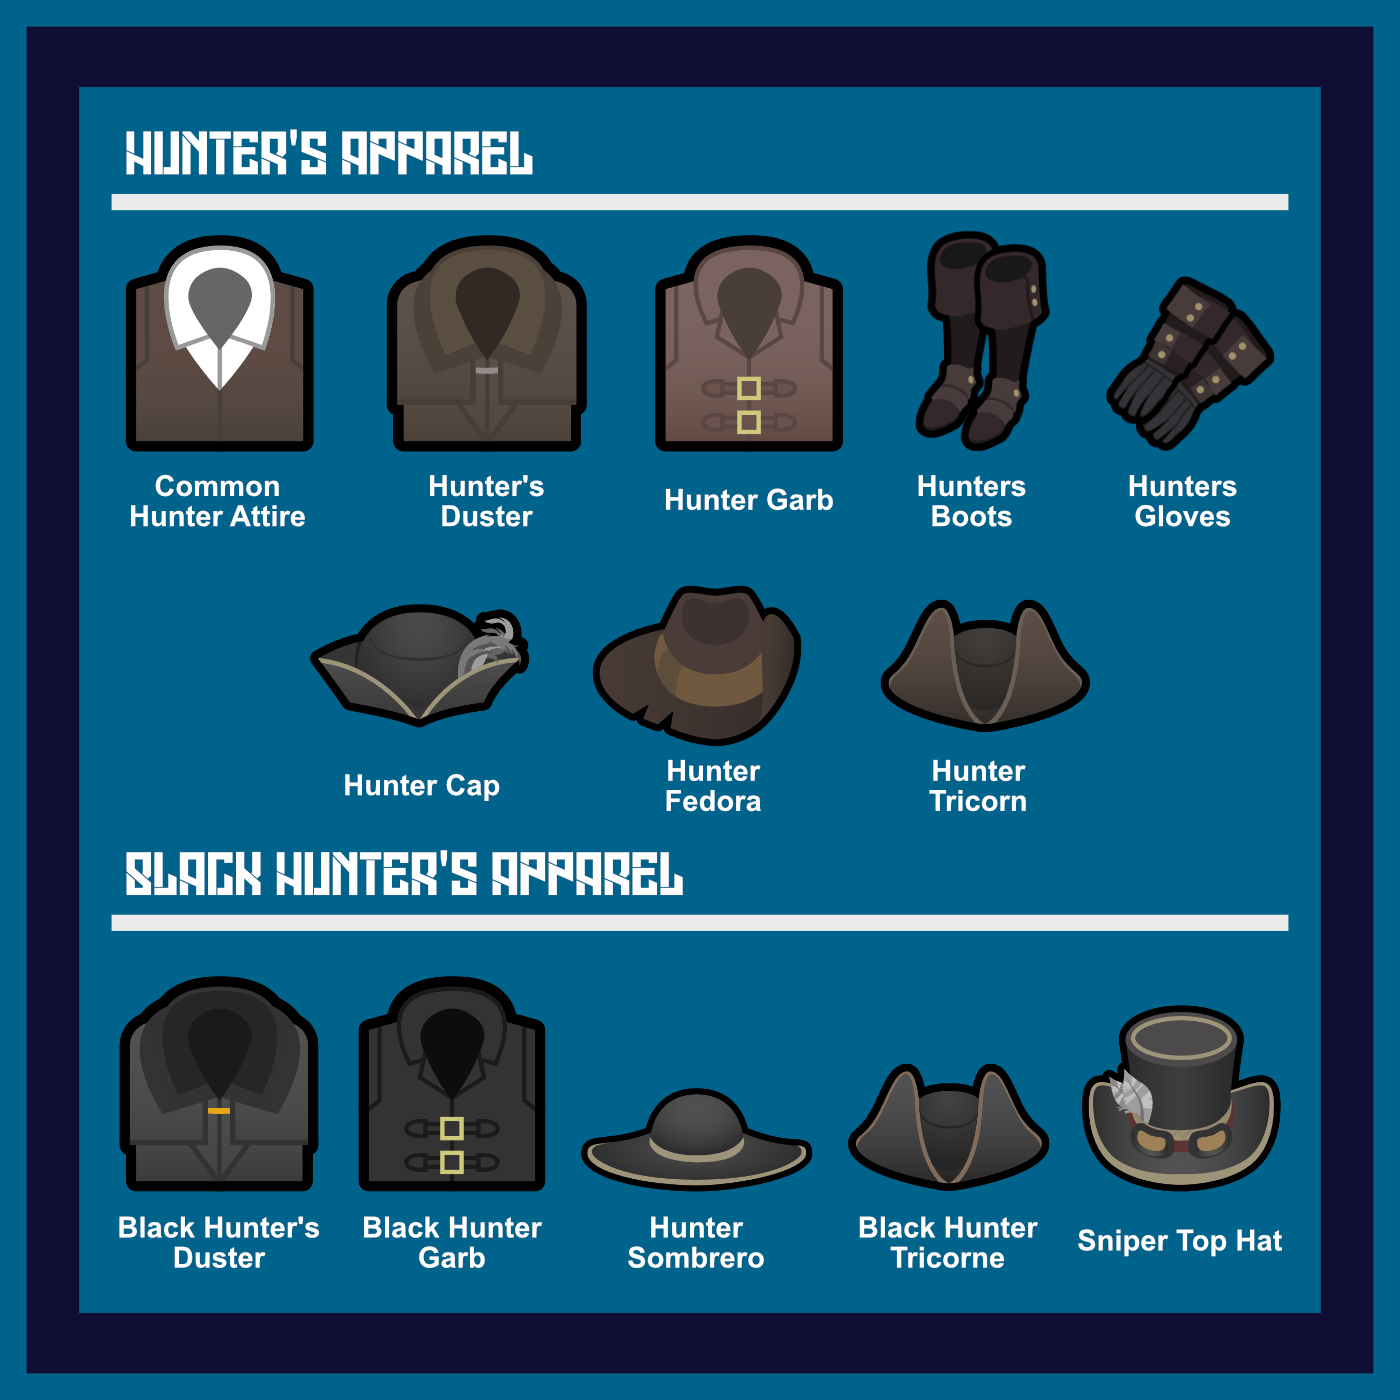 HUNTER'S APPAREL
Common
Hunter Attire
Hunter's
Duster
Hunter Garb
Hunters
Boots
Hunters
Gloves
Hunter Cap
Hunter
Fedora
Hunter
Tricorn
BLACK HUNTER'S APPAREL
Black Hunter's
Duster
Black Hunter
Garb
Hunter
Sombrero
Black Hunter
Tricorne
Sniper Top Hat